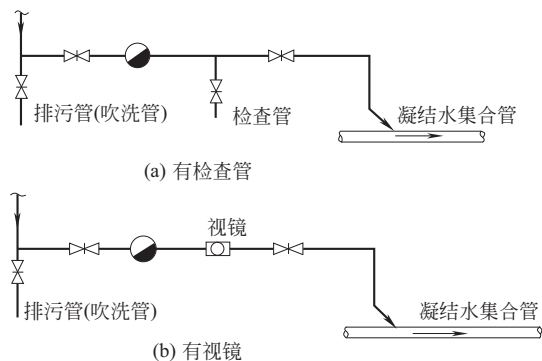 排污管(吹洗管)
检查管
凝结水集合管
(a) 有检查管
视镜
排污管(吹洗管)
凝结水集合管
(b) 有视镜